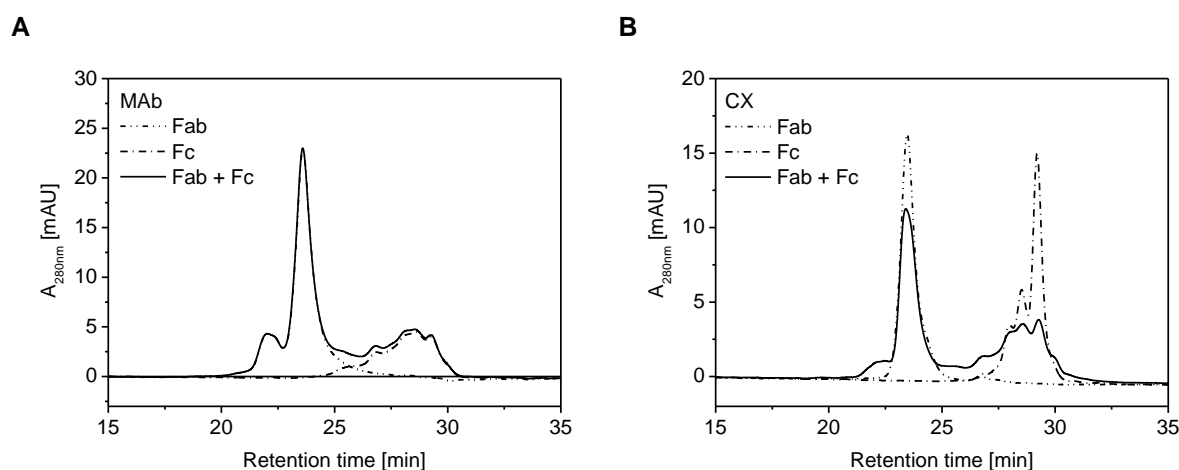 A
MAb
Fab
Fc
Fab + Fc
30
25
20
15
10
5
0
A280nm [mAU]
15 20 25 30 35
Retention time [min]
B
CX
Fab
Fc
Fab + Fc
20
15
10
5
0
A280nm [mAU]
15 20 25 30 35
Retention time [min]